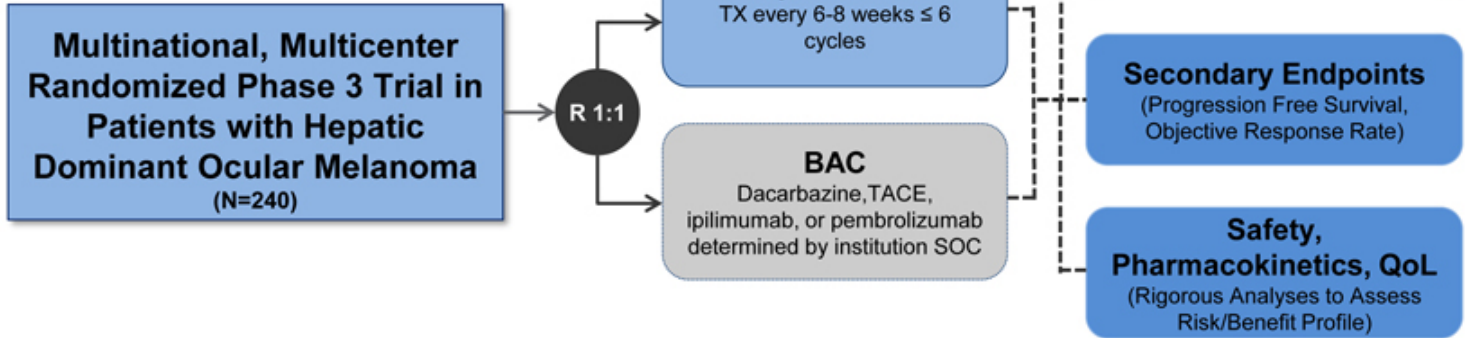 Multinational, Multicenter
Randomized Phase 3 Trial in
Patients with Hepatic
Dominant Ocular Melanoma
(N=240)
R 1:1
TX every 6-8 weeks ≤ 6
cycles
BAC
Dacarbazine,TACE,
ipilimumab, or pembrolizumab
determined by institution SOC
Secondary Endpoints
(Progression Free Survival,
Objective Response Rate)
Safety,
Pharmacokinetics, QoL
(Rigorous Analyses to Assess
Risk/Benefit Profile)